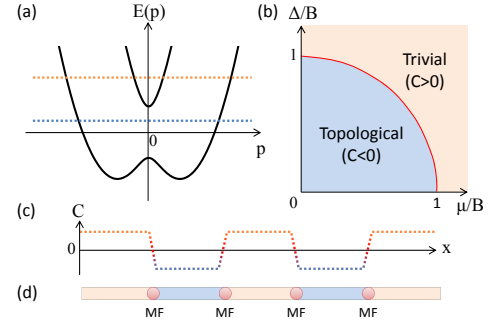 (a)
E(p)
0
p
(b)
Δ/B
1
Trivial
(C>0)
Topological
(C<0)
0
1
μ/B
(c)
C
0
x
(d)
MF MF MF MF